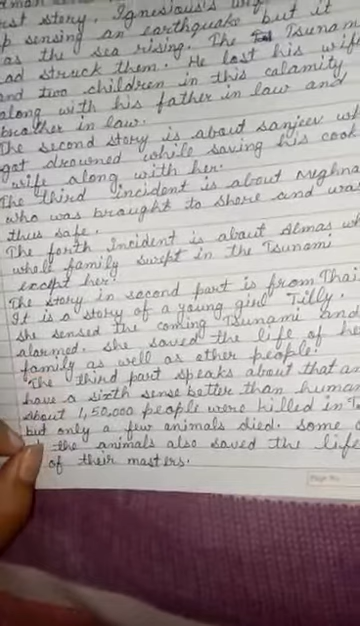 rst story. Ignesious's wif
p sensing an earthquake but it
as the sea rising. The Tsunam
ad struck them. He lost his wife
and two children in this calamity
along with his father in law and
brother in law.
The second story is about Sanjeev wh
got drowned while saving his cook
wife along with her.
The third incident is about Meghna
who was brought to shore and was
thus safe.
The forth incident is about Almas wh
whole family swept in the Tsunami
except her.
The story in second part is from Thai
It is a story of a young girl Tilly.
She sensed the coming Tsunami and
alarmed. She saved the life of he
family as well as other people.
The third part speaks about that an
have a sixth sense better than human
about 1,50,000 people were killed in T
but only a few animals died. Some o
the animals also saved the life
of their masters.
Page No.